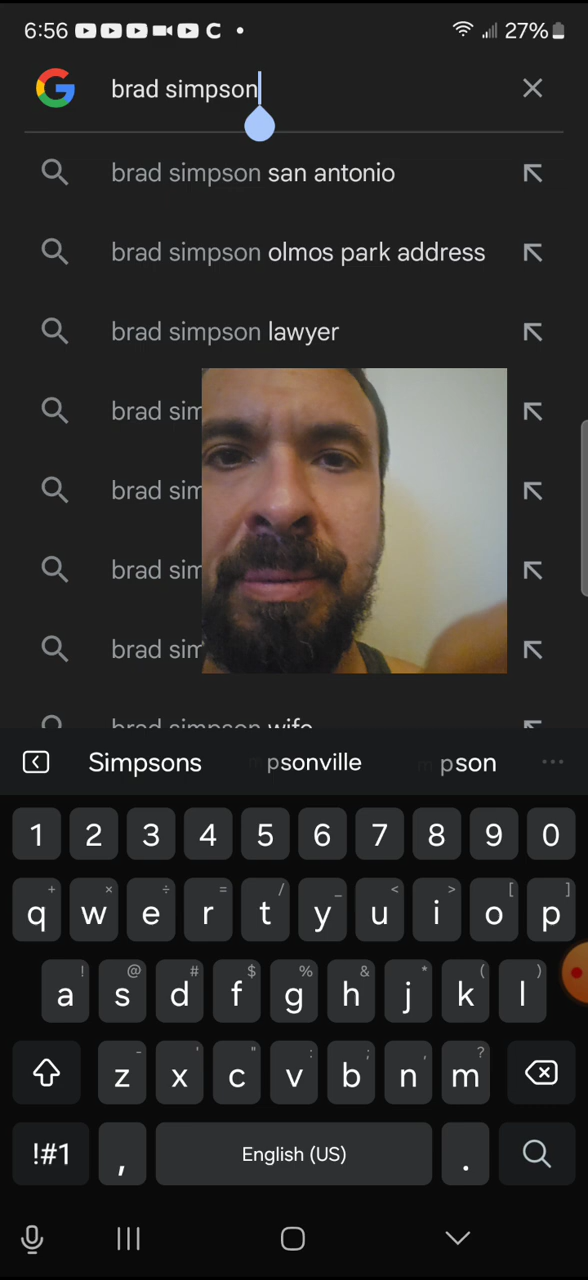 6:56 C 27%
brad simpson
brad simpson san antonio
brad simpson olmos park address
brad simpson lawyer
brad sim
brad sim
brad sim
brad sim
brad simpson wife
Simpsons psonville pson ...
1 2 3 4 5 6 7 8 9 0
+ × ÷ = / _ < > [ ]
q w e r t y u i o p
! @ # $ % & * ( )
a s d f g h j k l
- ' " : ; , ?
z x c v b n m
!#1 , English (US) .